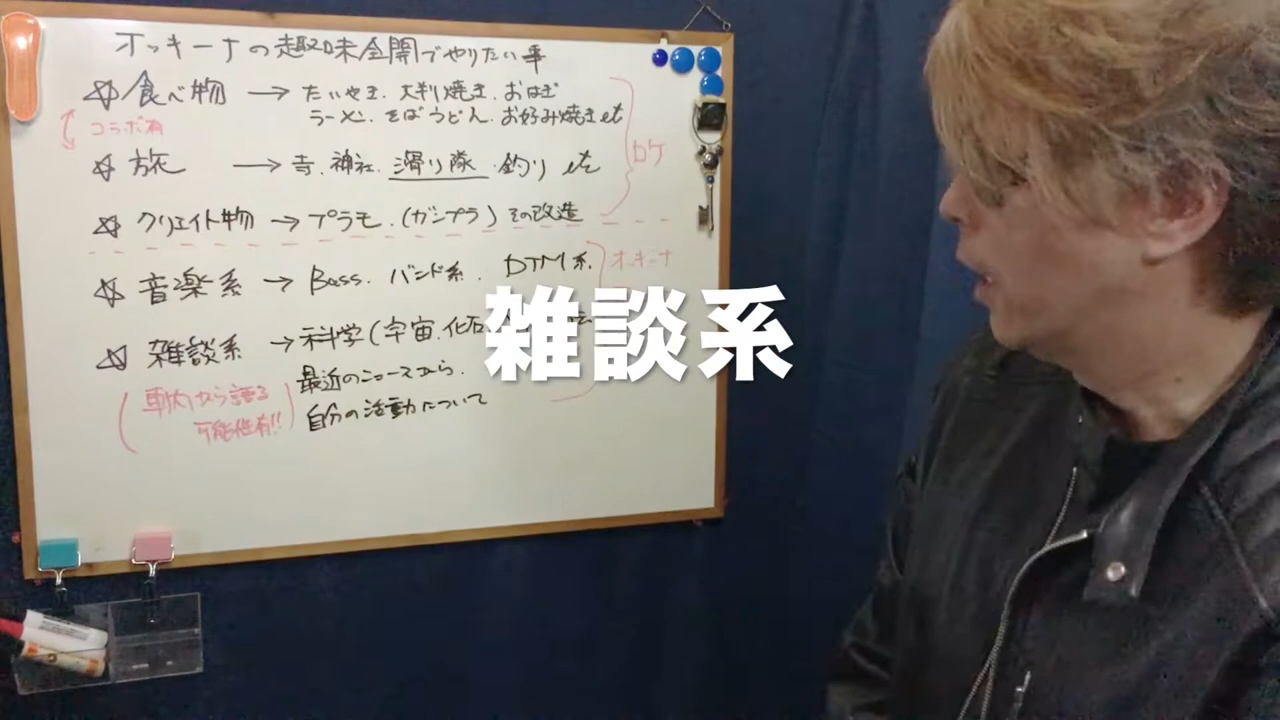 オッキーナの趣味全開でやりたい事
☆食べ物 → たいやき、大判焼き、おはぎ
ラーメン、そばうどん、お好み焼き etc
コラボ有
ロケ
☆旅 → 寺、神社、滑り隊、釣り etc
☆クリエイト物 → プラモ、(ガンプラ) その改造
☆音楽系 → Bass、バンド系、DTM系
オッキーナ
☆雑談系 → 科学(宇宙、化石
最近のニュースから、
自分の活動について
(車内から語る
可能性有!!)
雑談系